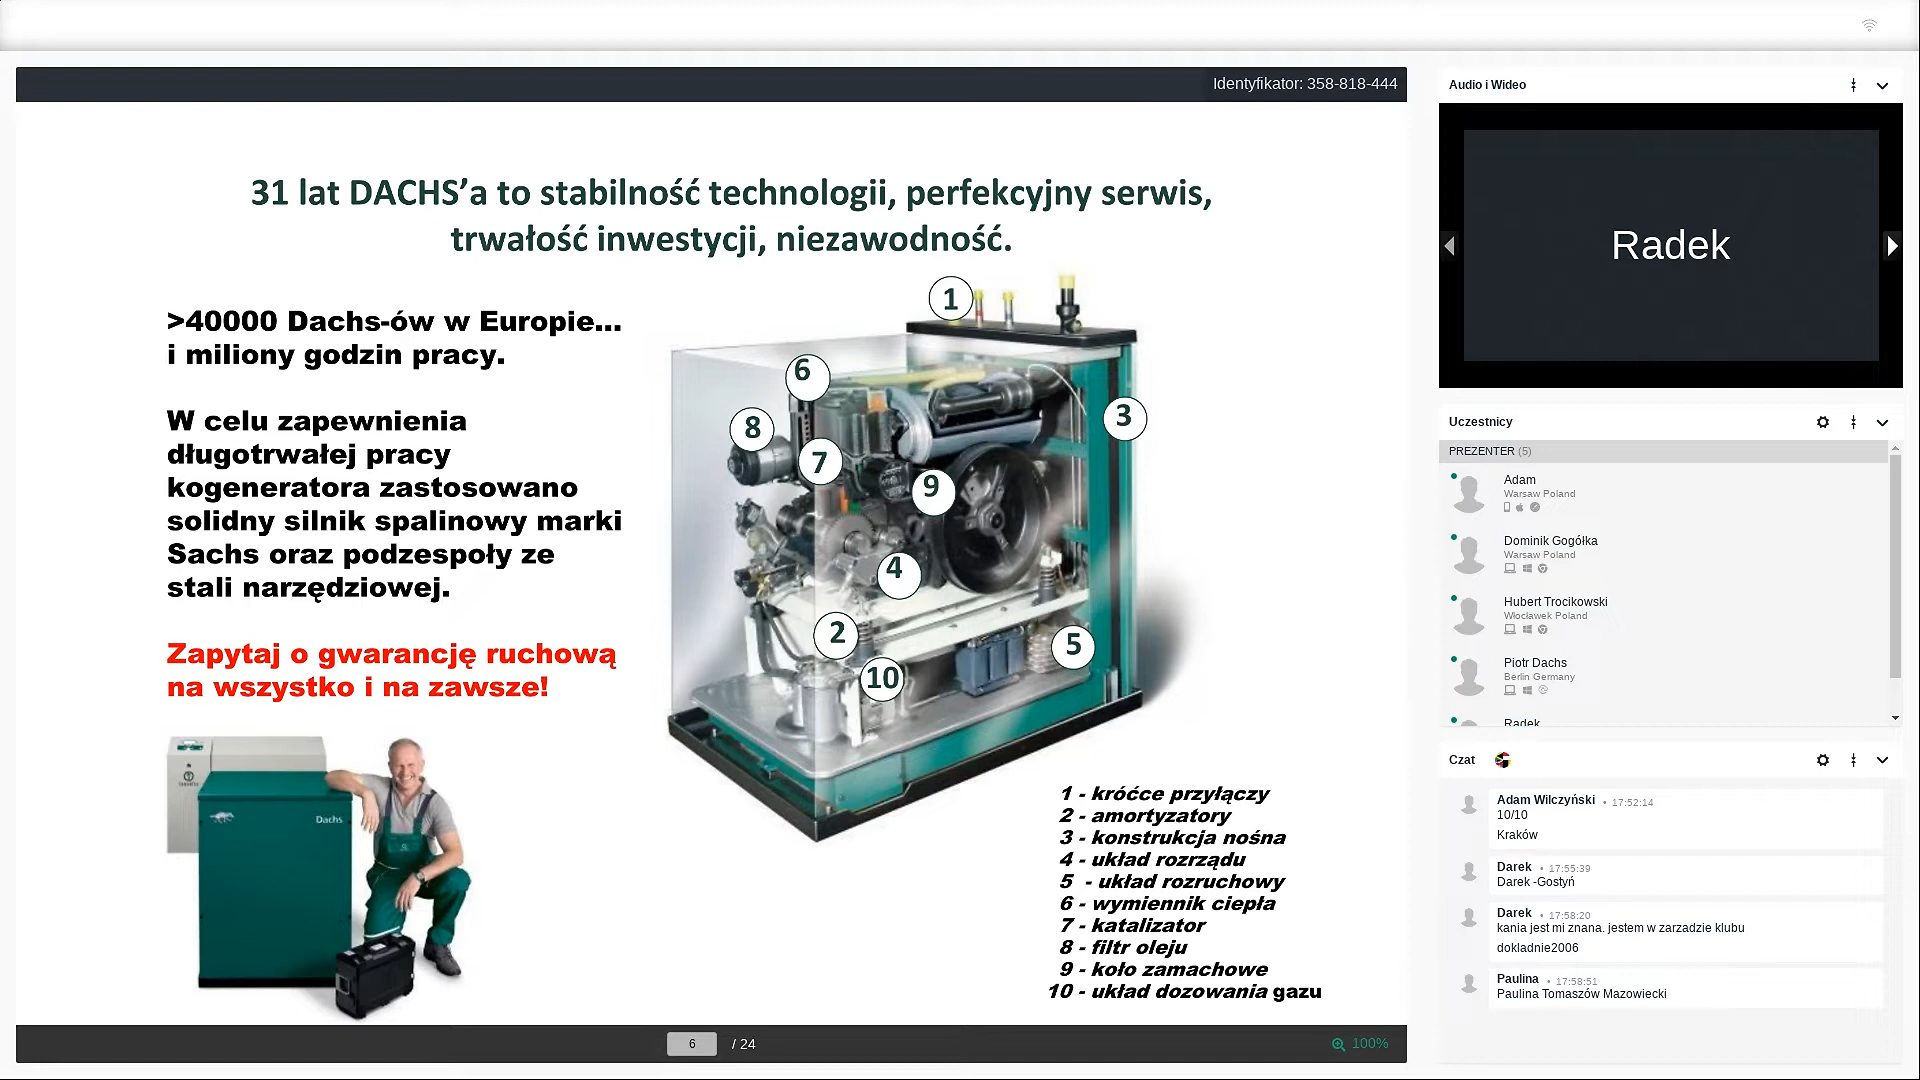 Identyfikator: 358-818-444
31 lat DACHS’a to stabilność technologii, perfekcyjny serwis,
trwałość inwestycji, niezawodność.
>40000 Dachs-ów w Europie...
i miliony godzin pracy.
W celu zapewnienia
długotrwałej pracy
kogeneratora zastosowano
solidny silnik spalinowy marki
Sachs oraz podzespoły ze
stali narzędziowej.
Zapytaj o gwarancję ruchową
na wszystko i na zawsze!
Dachs
1
6
3
8
7
9
4
2
5
10
1 - króćce przyłączy
2 - amortyzatory
3 - konstrukcja nośna
4 - układ rozrządu
5 - układ rozruchowy
6 - wymiennik ciepła
7 - katalizator
8 - filtr oleju
9 - koło zamachowe
10 - układ dozowania gazu
6 / 24
100%
Audio i Wideo
Radek
Uczestnicy
PREZENTER (5)
Adam
Warsaw Poland
Dominik Gogółka
Warsaw Poland
Hubert Trocikowski
Włocławek Poland
Piotr Dachs
Berlin Germany
Radek
Czat
Adam Wilczyński • 17:52:14
10/10
Kraków
Darek • 17:55:39
Darek -Gostyń
Darek • 17:58:20
kania jest mi znana. jestem w zarzadzie klubu
dokladnie2006
Paulina • 17:58:51
Paulina Tomaszów Mazowiecki